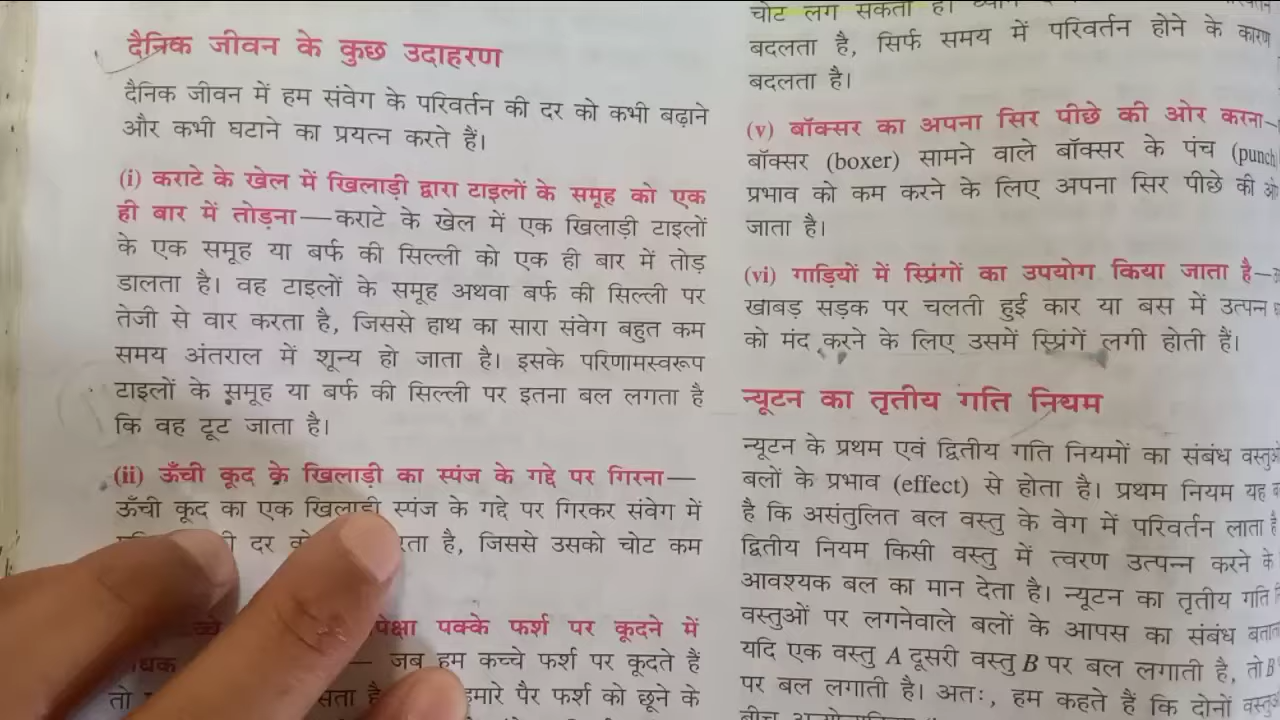 दैनिक जीवन के कुछ उदाहरण
दैनिक जीवन में हम संवेग के परिवर्तन की दर को कभी बढ़ाने
और कभी घटाने का प्रयत्न करते हैं।
(i) कराटे के खेल में खिलाड़ी द्वारा टाइलों के समूह को एक
ही बार में तोड़ना—कराटे के खेल में एक खिलाड़ी टाइलों
के एक समूह या बर्फ की सिल्ली को एक ही बार में तोड़
डालता है। वह टाइलों के समूह अथवा बर्फ की सिल्ली पर
तेजी से वार करता है, जिससे हाथ का सारा संवेग बहुत कम
समय अंतराल में शून्य हो जाता है। इसके परिणामस्वरूप
टाइलों के समूह या बर्फ की सिल्ली पर इतना बल लगता है
कि वह टूट जाता है।
(ii) ऊँची कूद के खिलाड़ी का स्पंज के गद्दे पर गिरना—
ऊँची कूद का एक खिलाड़ी स्पंज के गद्दे पर गिरकर संवेग में
दर है, जिससे उसको चोट कम
पक्के फर्श पर कूदने में
— जब हम कच्चे फर्श पर कूदते हैं
तो हमारे पैर फर्श को छूने के
चोट लग सकती है।
बदलता है, सिर्फ समय में परिवर्तन होने के कारण
बदलता है।
(v) बॉक्सर का अपना सिर पीछे की ओर करना—
बॉक्सर (boxer) सामने वाले बॉक्सर के पंच (punch
प्रभाव को कम करने के लिए अपना सिर पीछे की
जाता है।
(vi) गाड़ियों में स्प्रिंगों का उपयोग किया जाता है—
खाबड़ सड़क पर चलती हुई कार या बस में उत्पन्न
को मंद करने के लिए उसमें स्प्रिंगें लगी होती हैं।
न्यूटन का तृतीय गति नियम
न्यूटन के प्रथम एवं द्वितीय गति नियमों का संबंध
बलों के प्रभाव (effect) से होता है। प्रथम नियम यह
है कि असंतुलित बल वस्तु के वेग में परिवर्तन लाता है
द्वितीय नियम किसी वस्तु में त्वरण उत्पन्न करने के
आवश्यक बल का मान देता है। न्यूटन का तृतीय गति
वस्तुओं पर लगनेवाले बलों के आपस का संबंध
यदि एक वस्तु A दूसरी वस्तु B पर बल लगाती है, तो B
पर बल लगाती है। अतः, हम कहते हैं कि दोनों
बीच